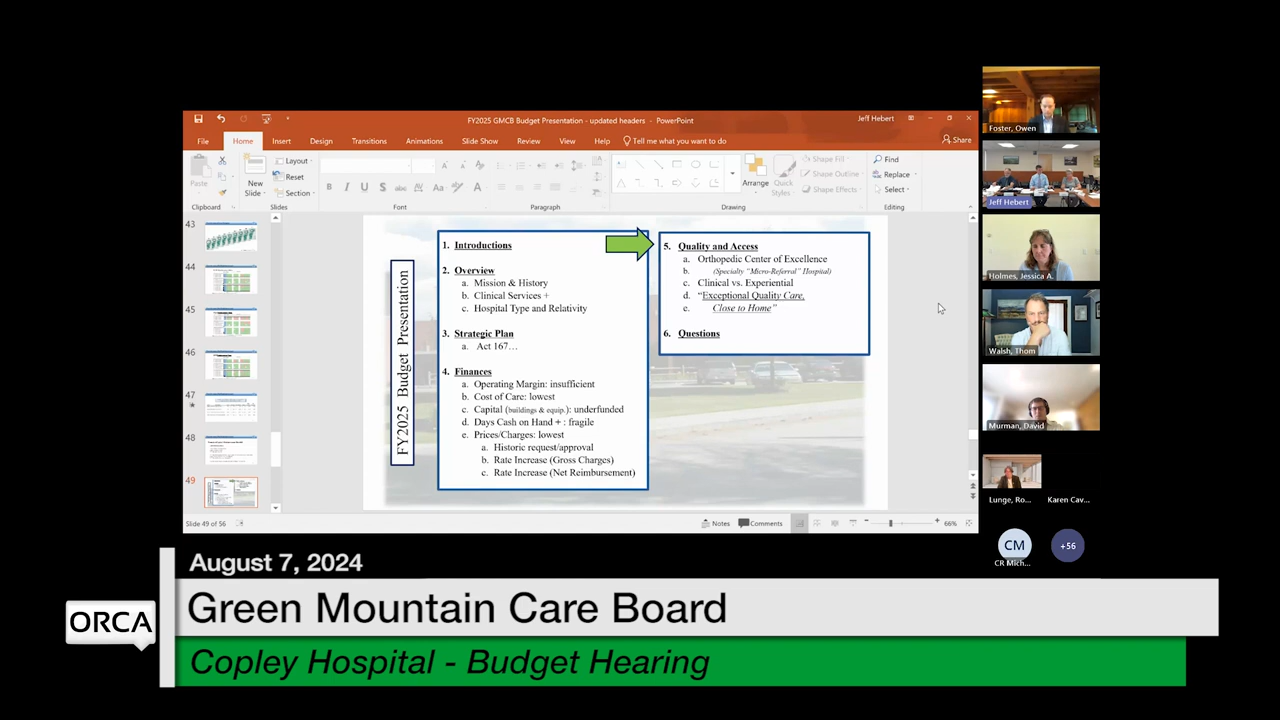 FY2025 GMCB Budget Presentation - updated headers - PowerPoint
Jeff Hebert
File
Home
Insert
Design
Transitions
Animations
Slide Show
Review
View
Help
Tell me what you want to do
Share
Paste
New
Slide
Layout
Reset
Section
Arrange
Quick
Styles
Shape Fill
Shape Outline
Shape Effects
Find
Replace
Select
Clipboard
Slides
Font
Paragraph
Drawing
Editing
43
44
45
46
47
48
49
FY2025 Budget Presentation
1. Introductions
2. Overview
a. Mission & History
b. Clinical Services +
c. Hospital Type and Relativity
3. Strategic Plan
a. Act 167…
4. Finances
a. Operating Margin: insufficient
b. Cost of Care: lowest
c. Capital (buildings & equip.): underfunded
d. Days Cash on Hand + : fragile
e. Prices/Charges: lowest
a. Historic request/approval
b. Rate Increase (Gross Charges)
c. Rate Increase (Net Reimbursement)
5. Quality and Access
a. Orthopedic Center of Excellence
b. (Specialty "Micro-Referral" Hospital)
c. Clinical vs. Experiential
d. "Exceptional Quality Care,
e. Close to Home"
6. Questions
Slide 49 of 56
Notes
Comments
66%
Foster, Owen
Jeff Hebert
Holmes, Jessica A.
Walsh, Thom
Murman, David
Lunge, Ro...
Karen Cav...
CM
CR Mich...
+56
August 7, 2024
ORCA
Green Mountain Care Board
Copley Hospital - Budget Hearing